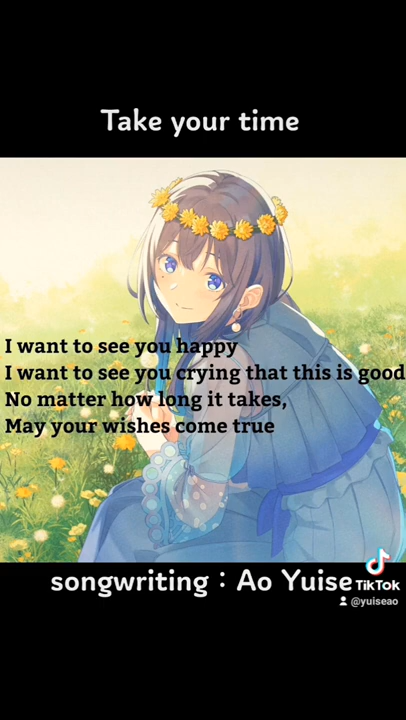 Take your time
I want to see you happy
I want to see you crying that this is good
No matter how long it takes,
May your wishes come true
songwriting：Ao Yuise
TikTok
@yuiseao